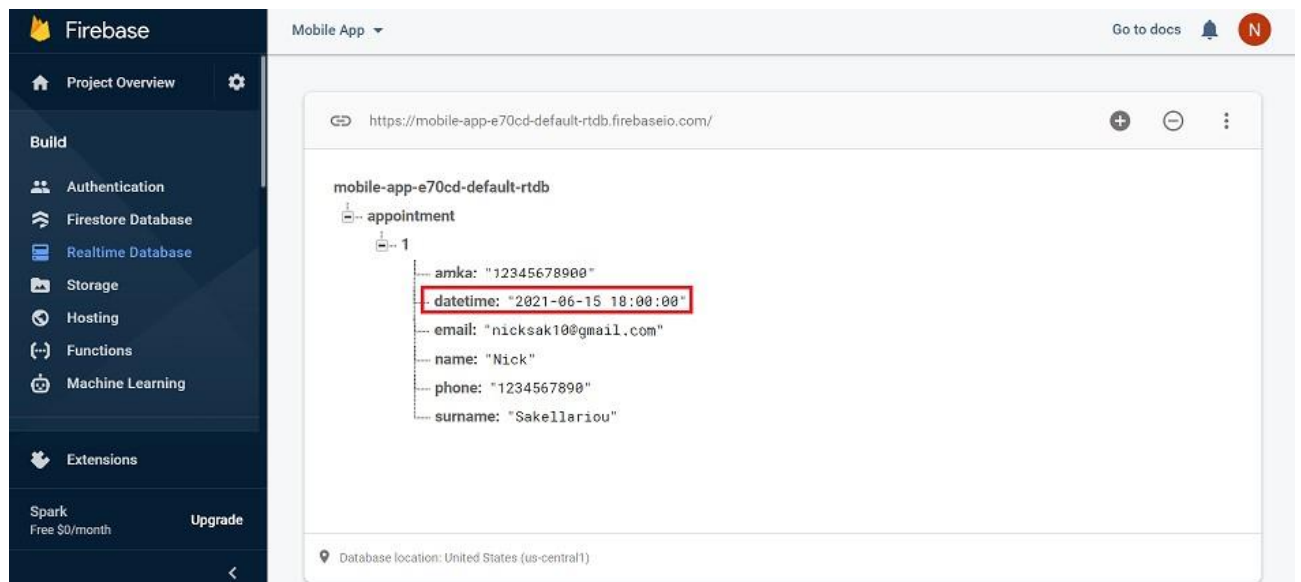 Firebase
Mobile App
Go to docs
N
Project Overview
https://mobile-app-e70cd-default-rtdb.firebaseio.com/
Build
Authentication
Firestore Database
Realtime Database
Storage
Hosting
Functions
Machine Learning
Extensions
Spark
Free $0/month
Upgrade
mobile-app-e70cd-default-rtdb
appointment
1
amka: "12345678900"
datetime: "2021-06-15 18:00:00"
email: "nicksak10@gmail.com"
name: "Nick"
phone: "1234567890"
surname: "Sakellariou"
Database location: United States (us-central1)